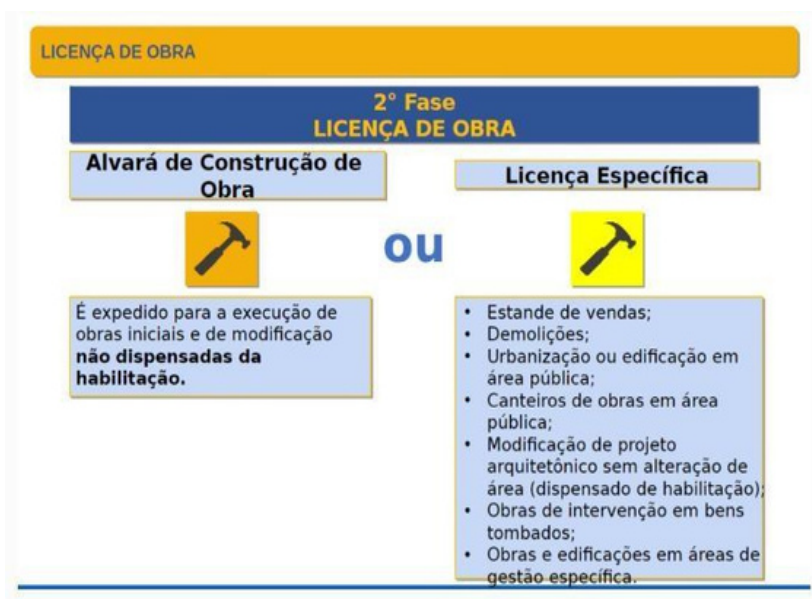 LICENÇA DE OBRA
2° Fase
LICENÇA DE OBRA
Alvará de Construção de
Obra
ou
Licença Específica
É expedido para a execução de
obras iniciais e de modificação
não dispensadas da
habilitação.
• Estande de vendas;
• Demolições;
• Urbanização ou edificação em
área pública;
• Canteiros de obras em área
pública;
• Modificação de projeto
arquitetônico sem alteração de
área (dispensado de habilitação);
• Obras de intervenção em bens
tombados;
• Obras e edificações em áreas de
gestão específica.